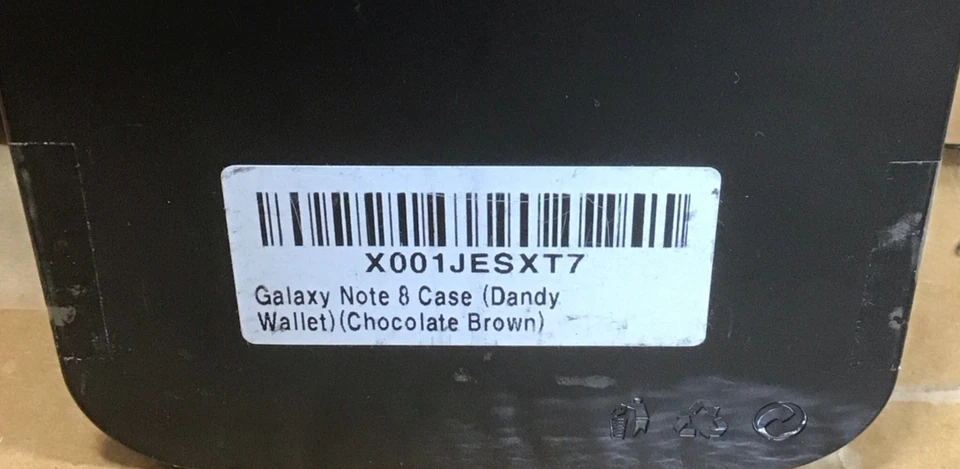 X001JESXT7
Galaxy Note 8 Case (Dandy
Wallet)(Chocolate Brown)